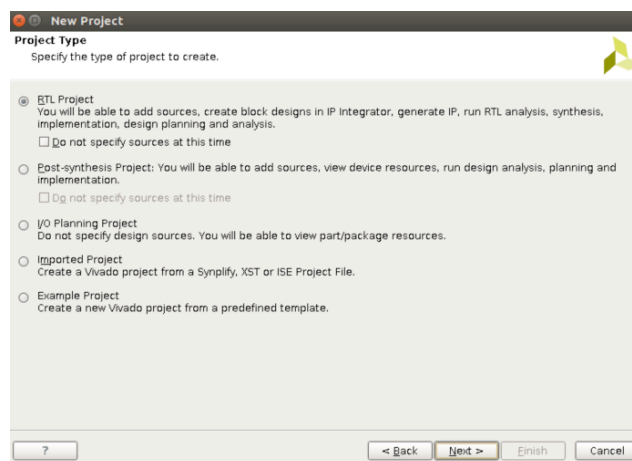 New Project
Project Type
Specify the type of project to create.
RTL Project
You will be able to add sources, create block designs in IP Integrator, generate IP, run RTL analysis, synthesis,
implementation, design planning and analysis.
Do not specify sources at this time
Post-synthesis Project: You will be able to add sources, view device resources, run design analysis, planning and
implementation.
Do not specify sources at this time
I/O Planning Project
Do not specify design sources. You will be able to view part/package resources.
Imported Project
Create a Vivado project from a Synplify, XST or ISE Project File.
Example Project
Create a new Vivado project from a predefined template.
? < Back Next > Finish Cancel